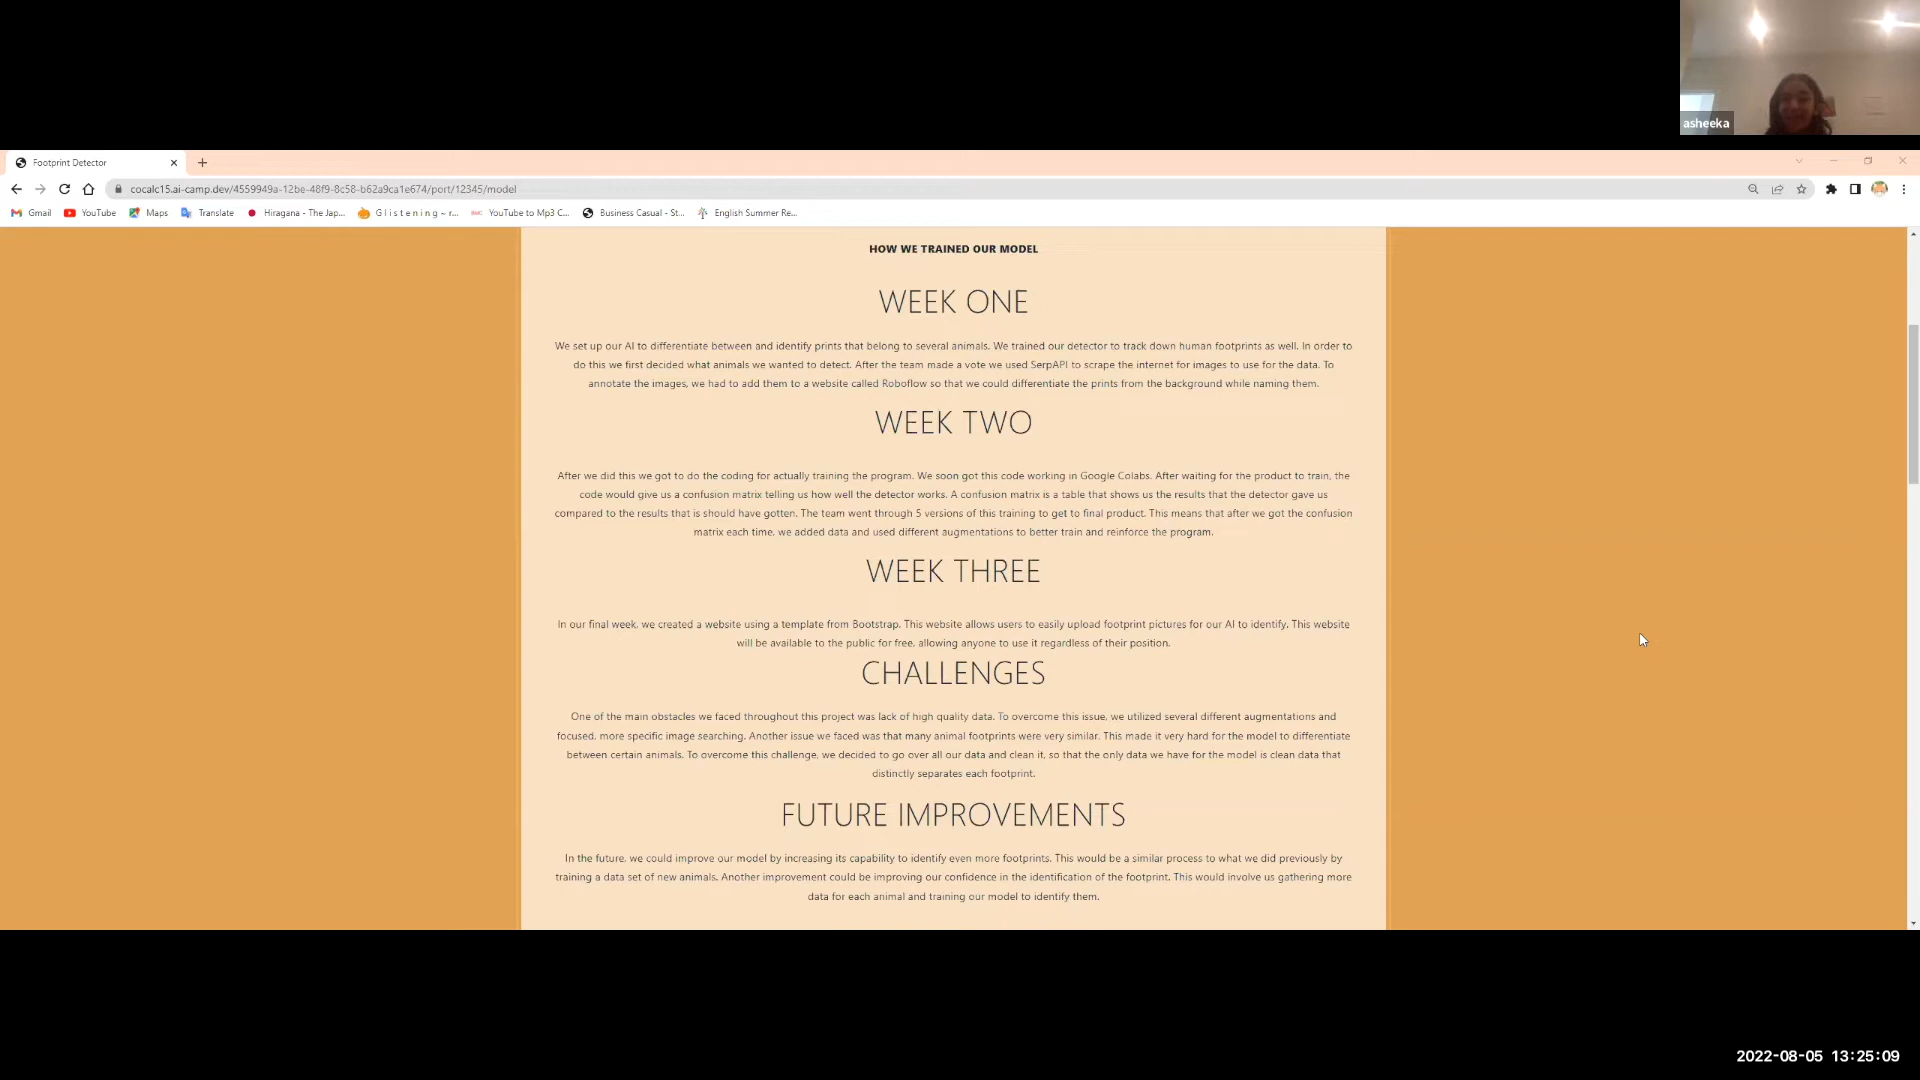 asheeka
Footprint Detector
cocalc15.ai-camp.dev/4559949a-12be-48f9-8c58-b62a9ca1e674/port/12345/model
Gmail YouTube Maps Translate Hiragana - The Jap... G l i s t e n i n g ~ r... YouTube to Mp3 C... Business Casual - St... English Summer Re...
HOW WE TRAINED OUR MODEL
WEEK ONE
We set up our AI to differentiate between and identify prints that belong to several animals. We trained our detector to track down human footprints as well. In order to
do this we first decided what animals we wanted to detect. After the team made a vote we used SerpAPI to scrape the internet for images to use for the data. To
annotate the images, we had to add them to a website called Roboflow so that we could differentiate the prints from the background while naming them.
WEEK TWO
After we did this we got to do the coding for actually training the program. We soon got this code working in Google Colabs. After waiting for the product to train, the
code would give us a confusion matrix telling us how well the detector works. A confusion matrix is a table that shows us the results that the detector gave us
compared to the results that is should have gotten. The team went through 5 versions of this training to get to final product. This means that after we got the confusion
matrix each time, we added data and used different augmentations to better train and reinforce the program.
WEEK THREE
In our final week, we created a website using a template from Bootstrap. This website allows users to easily upload footprint pictures for our AI to identify. This website
will be available to the public for free, allowing anyone to use it regardless of their position.
CHALLENGES
One of the main obstacles we faced throughout this project was lack of high quality data. To overcome this issue, we utilized several different augmentations and
focused, more specific image searching. Another issue we faced was that many animal footprints were very similar. This made it very hard for the model to differentiate
between certain animals. To overcome this challenge, we decided to go over all our data and clean it, so that the only data we have for the model is clean data that
distinctly separates each footprint.
FUTURE IMPROVEMENTS
In the future, we could improve our model by increasing its capability to identify even more footprints. This would be a similar process to what we did previously by
training a data set of new animals. Another improvement could be improving our confidence in the identification of the footprint. This would involve us gathering more
data for each animal and training our model to identify them.
2022-08-05 13:25:09